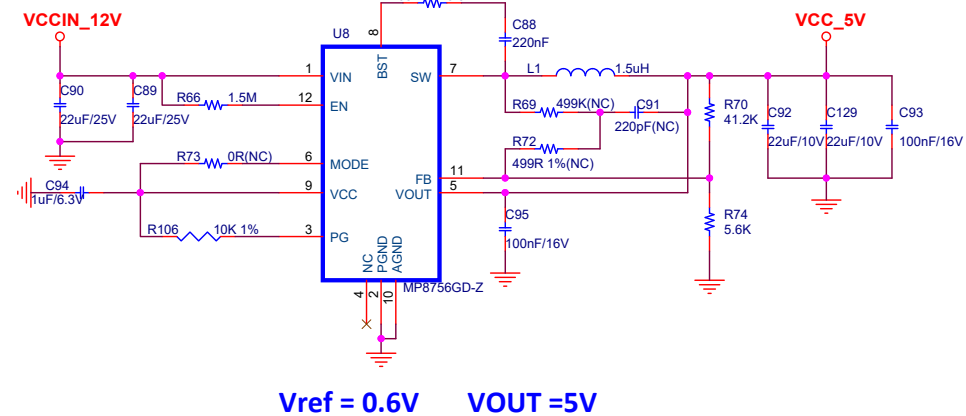 VCCIN_12V
VCC_5V
C88
220nF
U8
8
BST
1
VIN
SW
7
L1
1.5uH
C90
22uF/25V
C89
22uF/25V
R66
1.5M
12
EN
R69
499K(NC)
C91
220pF(NC)
R70
41.2K
C92
22uF/10V
C129
22uF/10V
C93
100nF/16V
R72
499R 1%(NC)
R73
0R(NC)
6
MODE
FB
11
C94
1uF/6.3V
9
VCC
VOUT
5
R74
5.6K
C95
100nF/16V
R106
10K 1%
3
PG
NC
PGND
AGND
4
2
10
MP8756GD-Z
Vref = 0.6V VOUT =5V